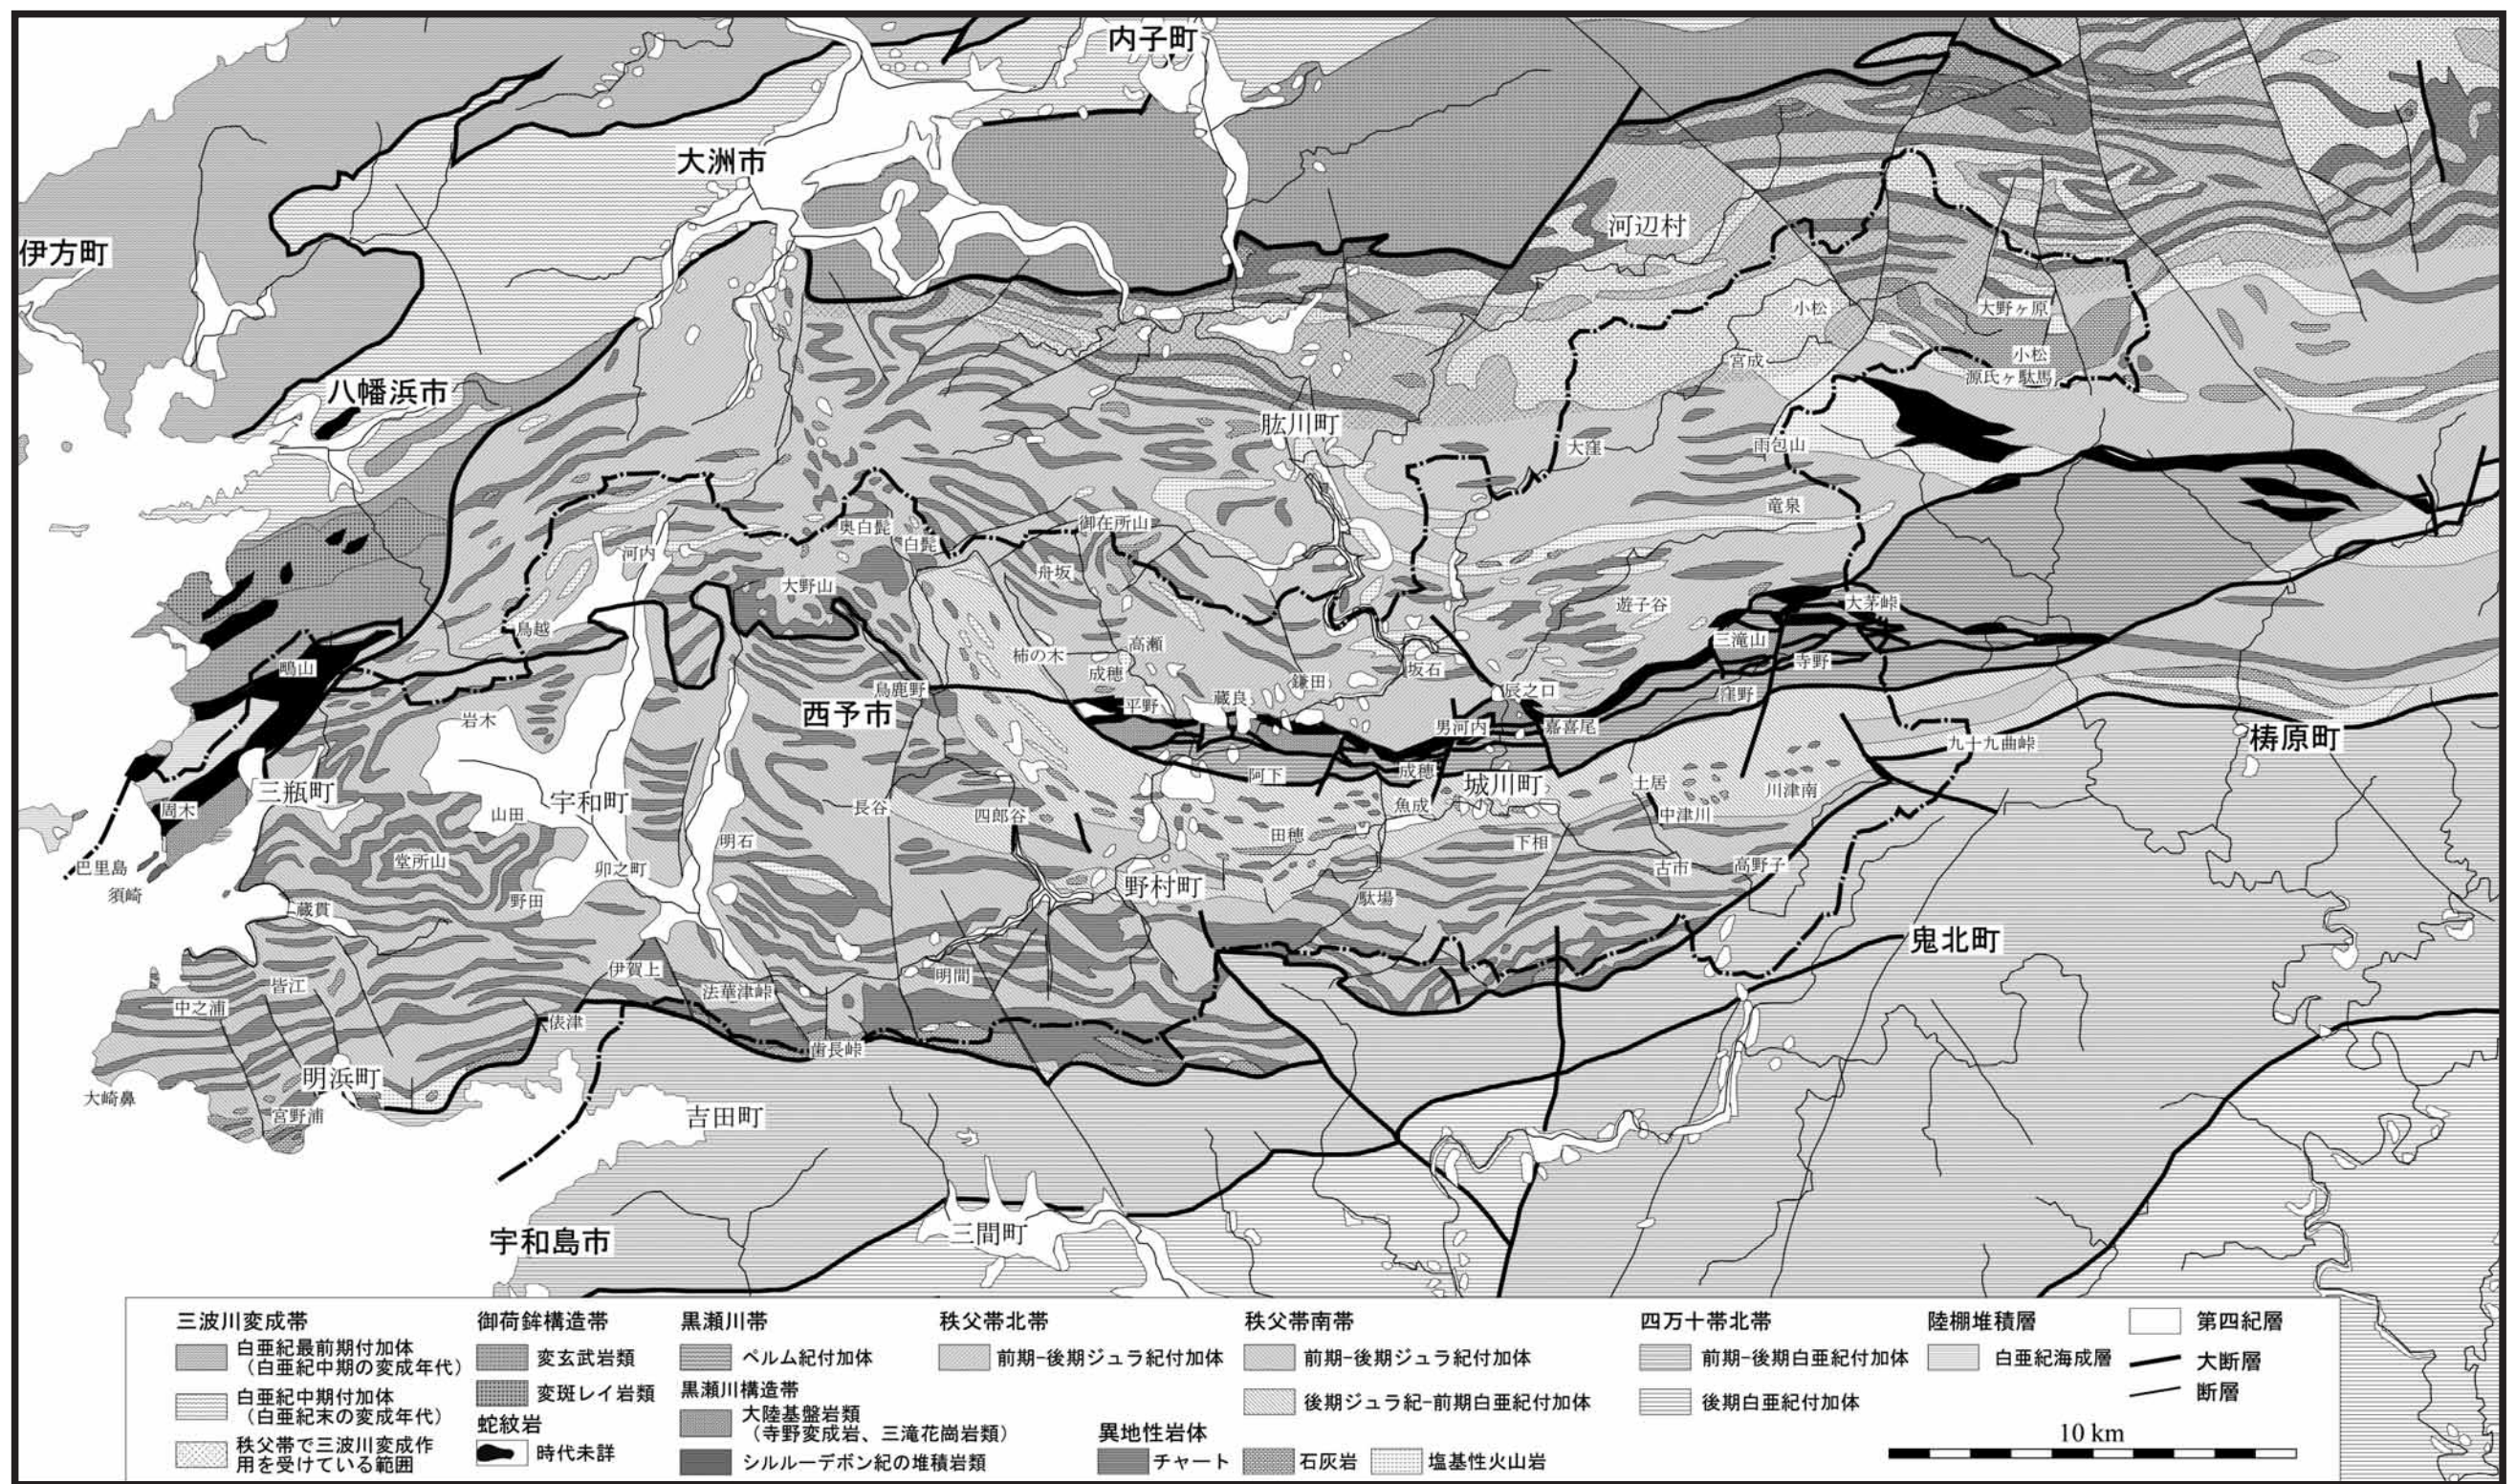 内子町
大洲市
河辺村
伊方町
小松
大野ヶ原
宮成
小松
源氏ヶ駄馬
八幡浜市
肱川町
大窪
雨包山
竜泉
御在所山
奥白髭
白髭
河内
舟坂
大野山
遊子谷
大茅峠
鳥越
三滝山
高瀬
柿の木
成穂
坂石
寺野
鴫山
鎌田
鳥鹿野
辰之口
窪野
蔵良
平野
西予市
岩木
男河内
嘉喜尾
梼原町
九十九曲峠
阿下
成穂
城川町
土居
川津南
三瓶町
宇和町
周木
山田
長谷
四郎谷
魚成
中津川
田穂
明石
下相
堂所山
巴里島
卯之町
古市
高野子
須崎
野村町
野田
駄場
蔵貫
鬼北町
伊賀上
明間
皆江
法華津峠
中之浦
俵津
歯長峠
明浜町
大崎鼻
宮野浦
吉田町
三間町
宇和島市
三波川変成帯
白亜紀最前期付加体
（白亜紀中期の変成年代）
白亜紀中期付加体
（白亜紀末の変成年代）
秩父帯で三波川変成作
用を受けている範囲
御荷鉾構造帯
変玄武岩類
変斑レイ岩類
蛇紋岩
時代未詳
黒瀬川帯
ペルム紀付加体
黒瀬川構造帯
大陸基盤岩類
（寺野変成岩、三滝花崗岩類）
シルル−デボン紀の堆積岩類
秩父帯北帯
前期−後期ジュラ紀付加体
秩父帯南帯
前期−後期ジュラ紀付加体
後期ジュラ紀−前期白亜紀付加体
異地性岩体
チャート
石灰岩
塩基性火山岩
四万十帯北帯
前期−後期白亜紀付加体
後期白亜紀付加体
陸棚堆積層
白亜紀海成層
第四紀層
大断層
断層
10 km